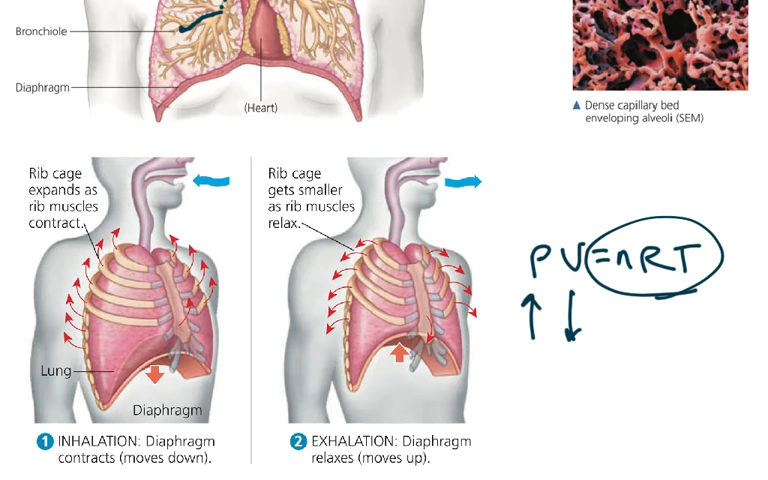 Bronchiole
Diaphragm
(Heart)
▲ Dense capillary bed
enveloping alveoli (SEM)
Rib cage
expands as
rib muscles
contract.
Rib cage
gets smaller
as rib muscles
relax.
PV=nRT
↑ ↓
Lung
Diaphragm
1 INHALATION: Diaphragm
contracts (moves down).
2 EXHALATION: Diaphragm
relaxes (moves up).